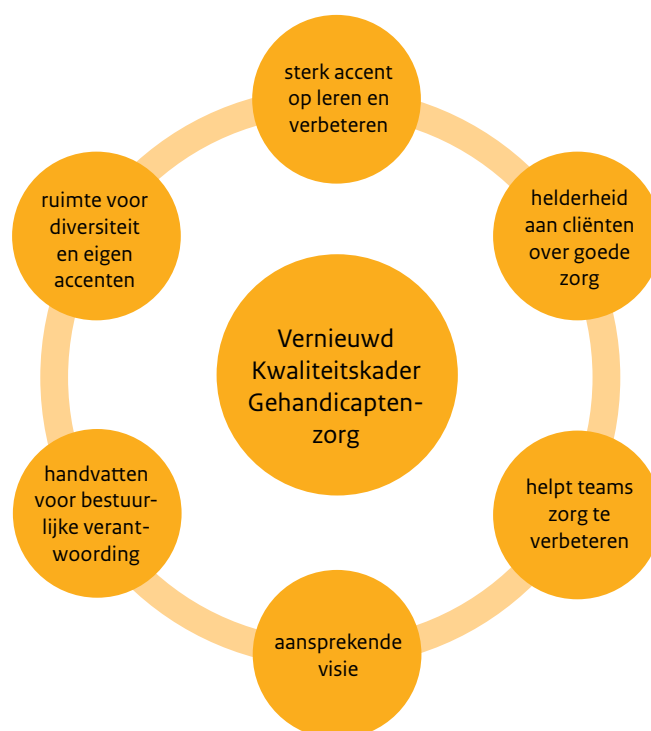 sterk accent
op leren en
verbeteren
helderheid
aan cliënten
over goede
zorg
helpt teams
zorg te
verbeteren
aansprekende
visie
handvatten
voor bestuur-
lijke verant-
woording
ruimte voor
diversiteit
en eigen
accenten
Vernieuwd
Kwaliteitskader
Gehandicapten-
zorg